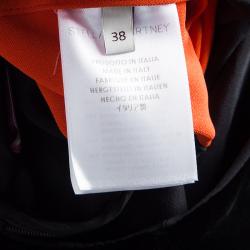 38
STELLA McCARTNEY
PRODOTTO IN ITALIA
MADE IN ITALY
FABRIQUÉ EN ITALIE
HERGESTELLT IN ITALIEN
HECHO EN ITALIA
イタリア製